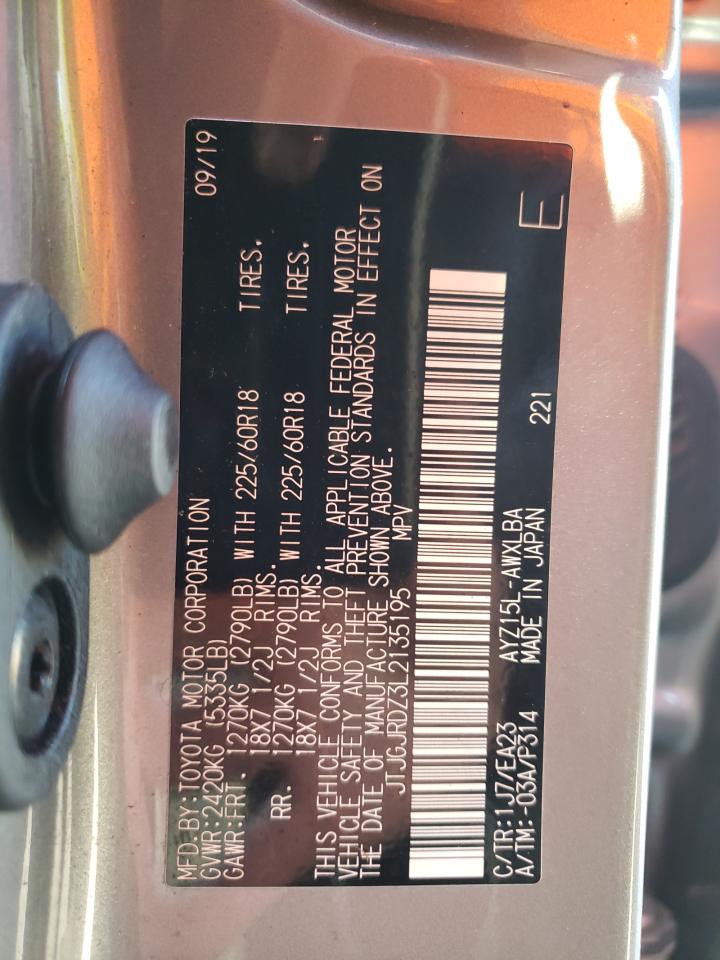 MFD.BY:TOYOTA MOTOR CORPORATION 09/19
GVWR:2420KG (5335LB)
GAWR:FRT. 1270KG (2790LB) WITH 225/60R18 TIRES.
18X7 1/2J RIMS.
RR. 1270KG (2790LB) WITH 225/60R18 TIRES.
18X7 1/2J RIMS.
THIS VEHICLE CONFORMS TO ALL APPLICABLE FEDERAL MOTOR
VEHICLE SAFETY AND THEFT PREVENTION STANDARDS IN EFFECT ON
THE DATE OF MANUFACTURE SHOWN ABOVE.
JTJGJRDZ3L2135195 MPV
C/TR:1J7/EA23 AYZ15L-AWXLBA
A/TM:-03A/P314 MADE IN JAPAN 221
E